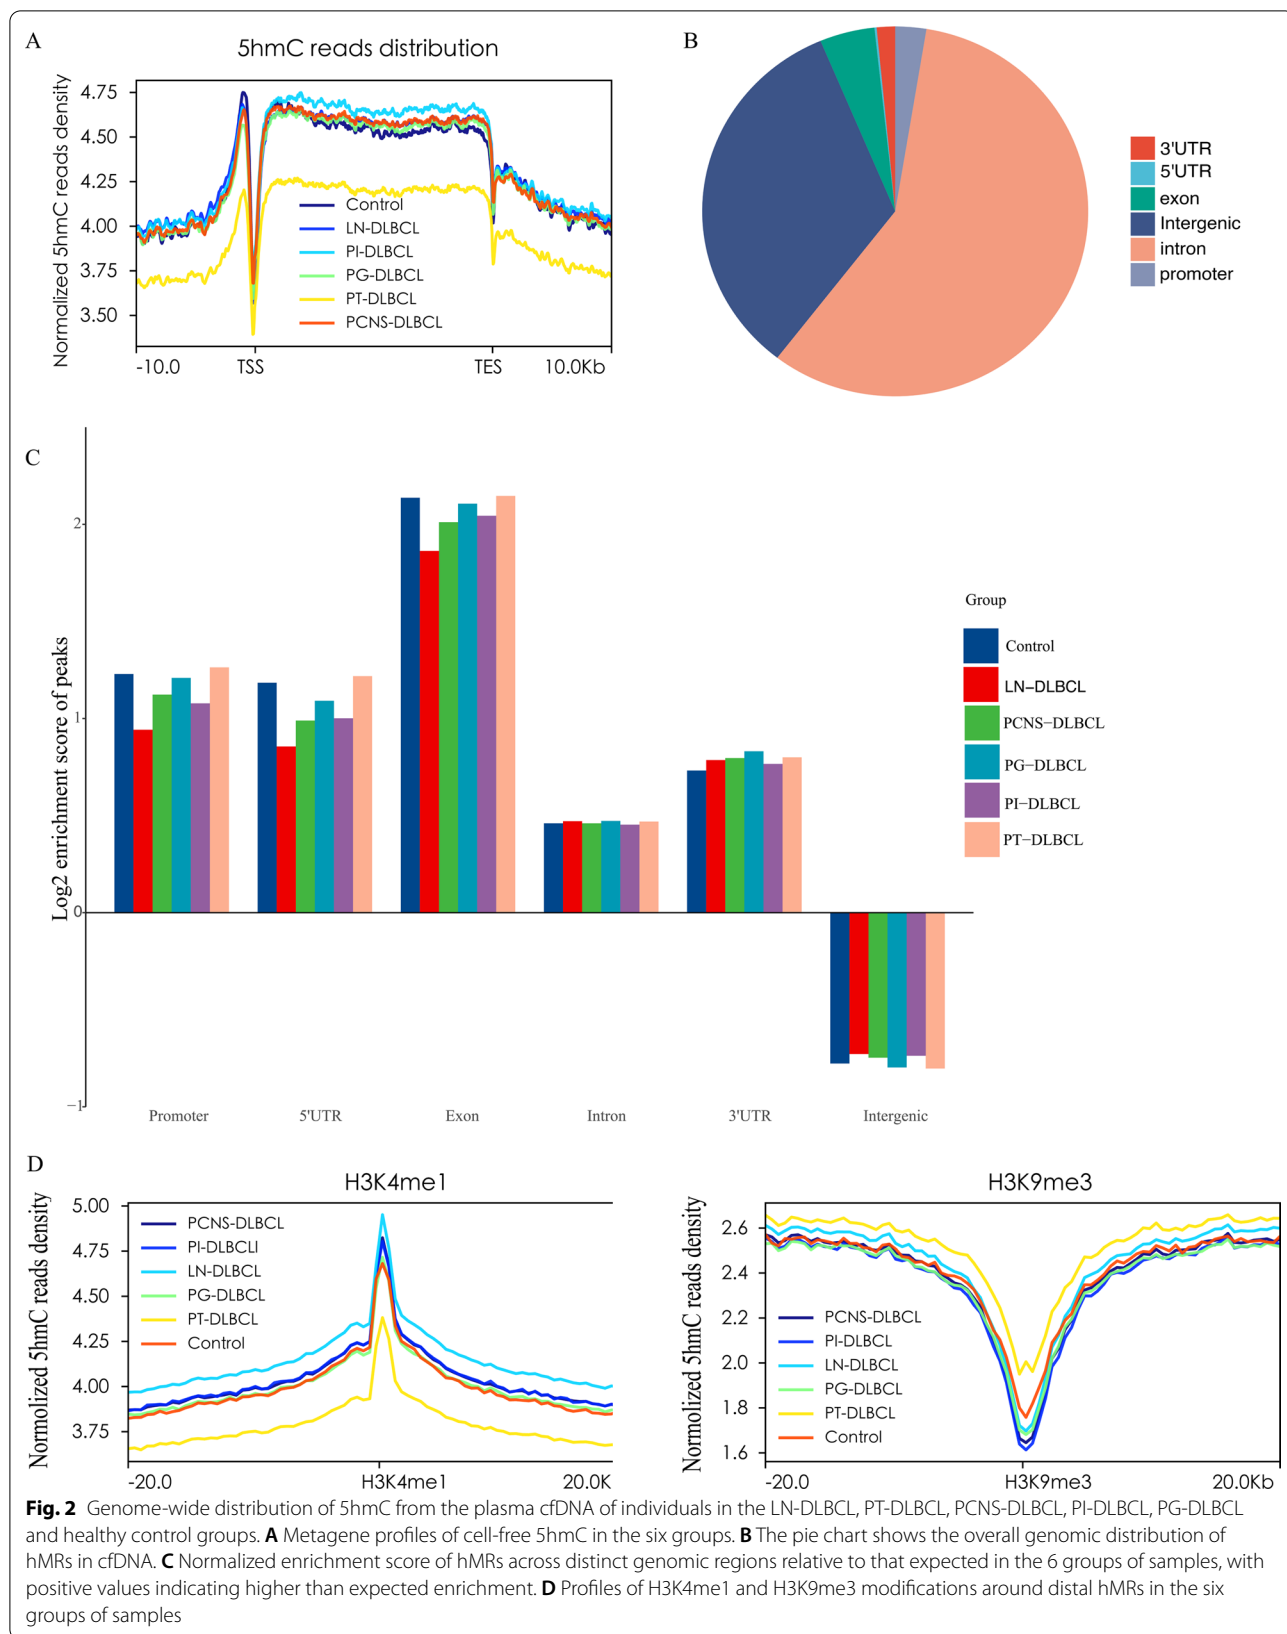 A
5hmC reads distribution
Normalized 5hmC reads density
4.75
4.50
4.25
4.00
3.75
3.50
Control
LN-DLBCL
PI-DLBCL
PG-DLBCL
PT-DLBCL
PCNS-DLBCL
-10.0 TSS TES 10.0Kb
B
3'UTR
5'UTR
exon
Intergenic
intron
promoter
C
Log2 enrichment score of peaks
2
1
0
−1
Promoter 5'UTR Exon Intron 3'UTR Intergenic
Group
Control
LN−DLBCL
PCNS−DLBCL
PG−DLBCL
PI−DLBCL
PT−DLBCL
D
H3K4me1
Normolized 5hmC reads density
5.00
4.75
4.50
4.25
4.00
3.75
PCNS-DLBCL
PI-DLBCLI
LN-DLBCL
PG-DLBCL
PT-DLBCL
Control
-20.0 H3K4me1 20.0K
H3K9me3
Normolized 5hmC reads density
2.6
2.4
2.2
2.0
1.8
1.6
PCNS-DLBCL
PI-DLBCL
LN-DLBCL
PG-DLBCL
PT-DLBCL
Control
-20.0 H3K9me3 20.0Kb
Fig. 2 Genome-wide distribution of 5hmC from the plasma cfDNA of individuals in the LN-DLBCL, PT-DLBCL, PCNS-DLBCL, PI-DLBCL, PG-DLBCL
and healthy control groups. A Metagene profiles of cell-free 5hmC in the six groups. B The pie chart shows the overall genomic distribution of
hMRs in cfDNA. C Normalized enrichment score of hMRs across distinct genomic regions relative to that expected in the 6 groups of samples, with
positive values indicating higher than expected enrichment. D Profiles of H3K4me1 and H3K9me3 modifications around distal hMRs in the six
groups of samples